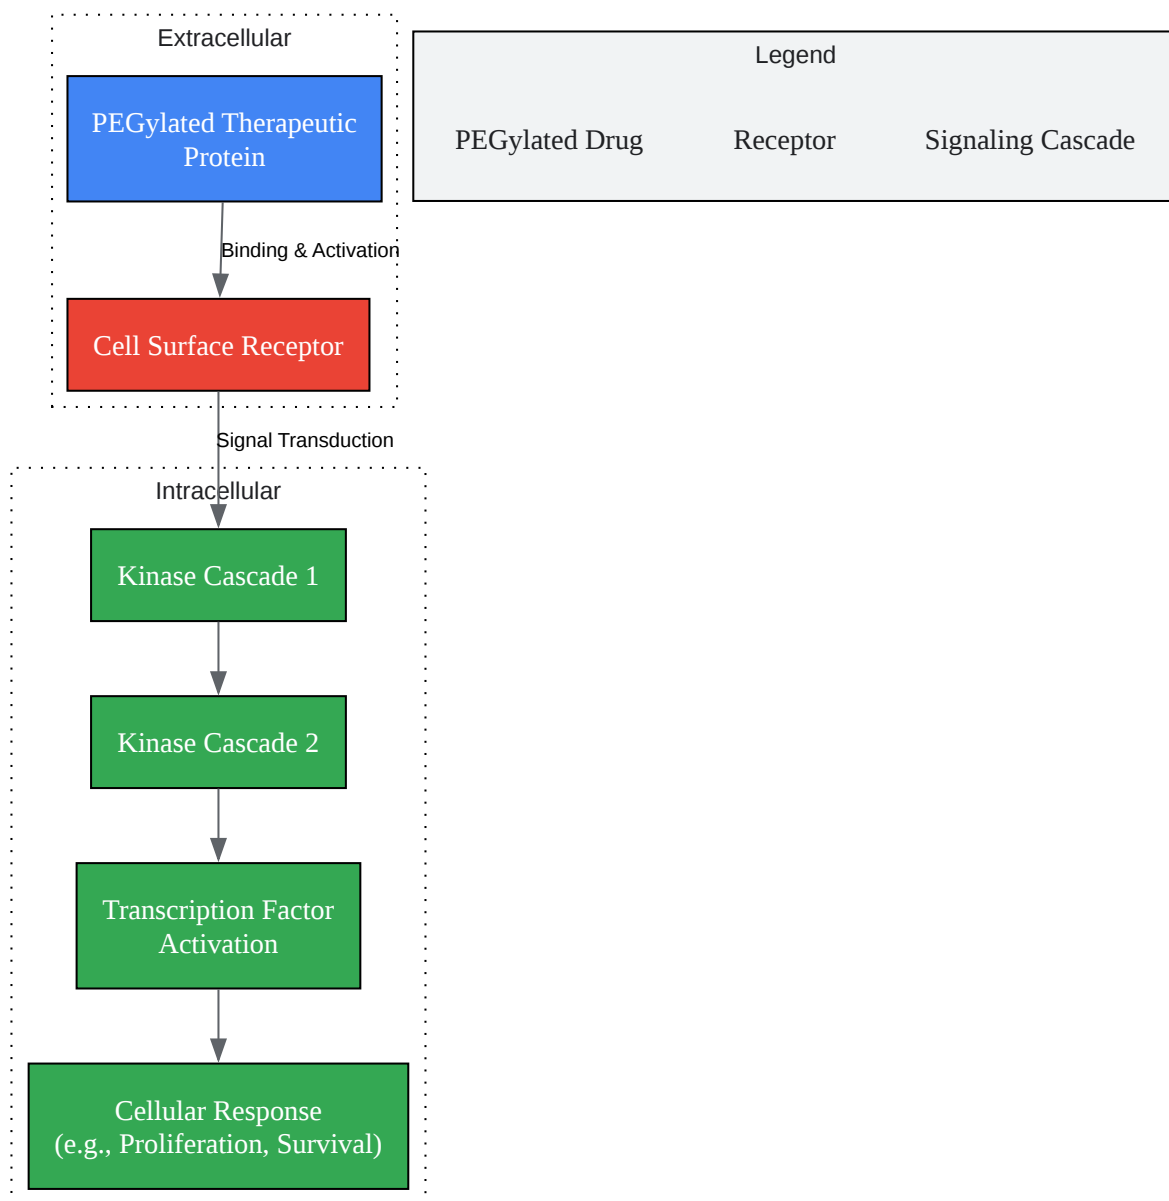 Extracellular
PEGylated Therapeutic
Protein
Binding & Activation
Cell Surface Receptor
Signal Transduction
Intracellular
Kinase Cascade 1
Kinase Cascade 2
Transcription Factor
Activation
Cellular Response
(e.g., Proliferation, Survival)
Legend
PEGylated Drug
Receptor
Signaling Cascade